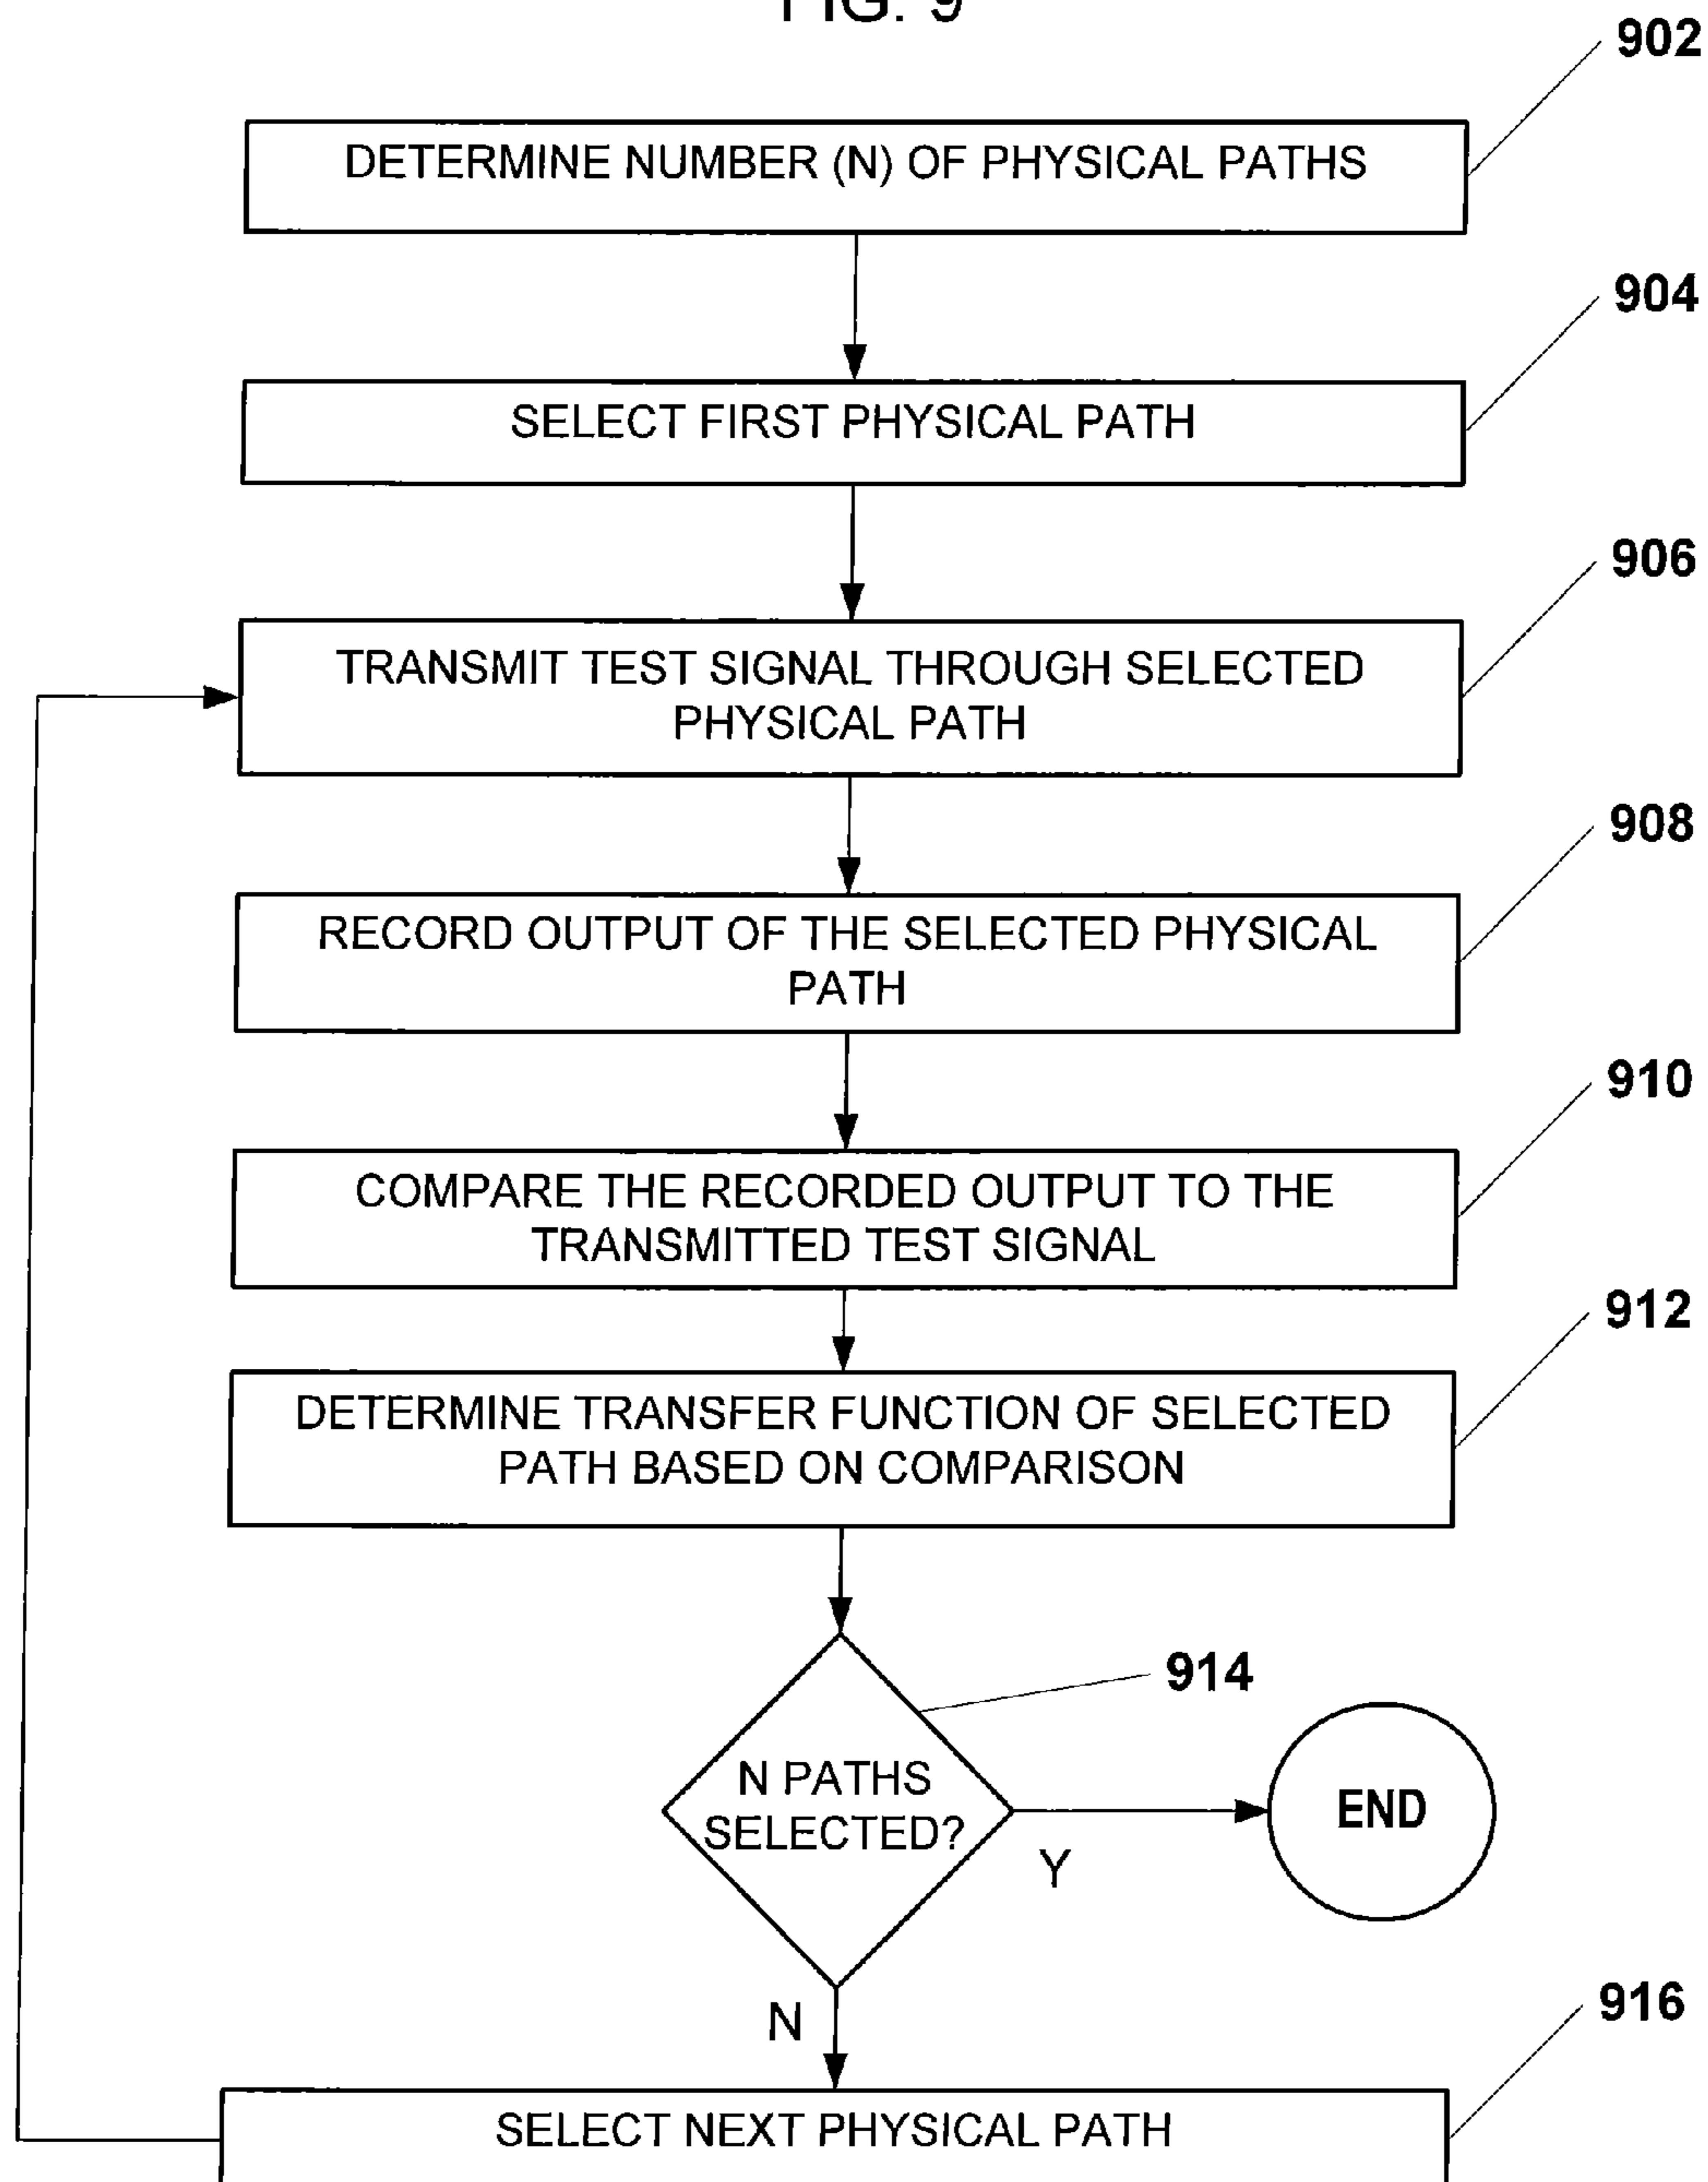 FIG. 9
902
DETERMINE NUMBER (N) OF PHYSICAL PATHS
904
SELECT FIRST PHYSICAL PATH
906
TRANSMIT TEST SIGNAL THROUGH SELECTED
PHYSICAL PATH
908
RECORD OUTPUT OF THE SELECTED PHYSICAL
PATH
910
COMPARE THE RECORDED OUTPUT TO THE
TRANSMITTED TEST SIGNAL
912
DETERMINE TRANSFER FUNCTION OF SELECTED
PATH BASED ON COMPARISON
914
N PATHS
SELECTED?
END
Y
N
916
SELECT NEXT PHYSICAL PATH